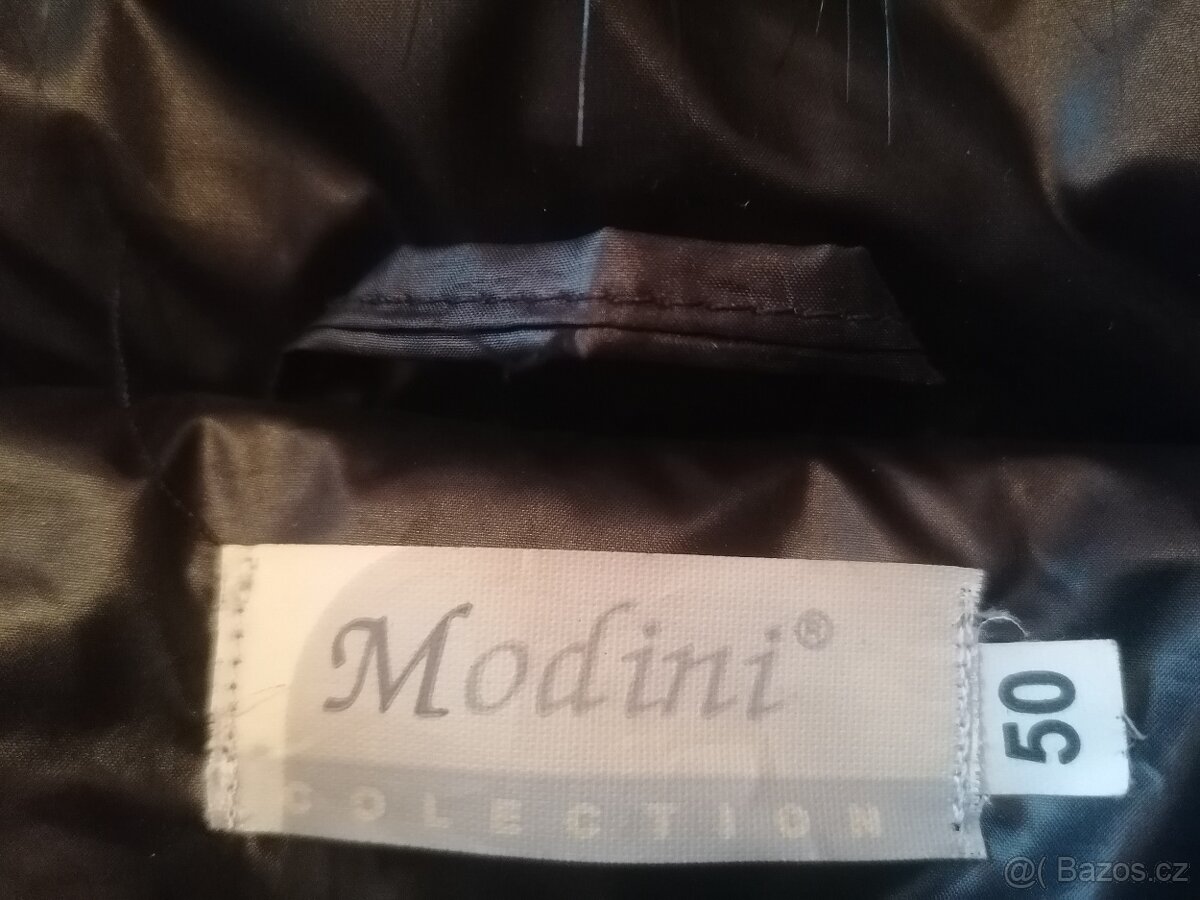 Modini®
COLECTION
50
@( Bazos.cz